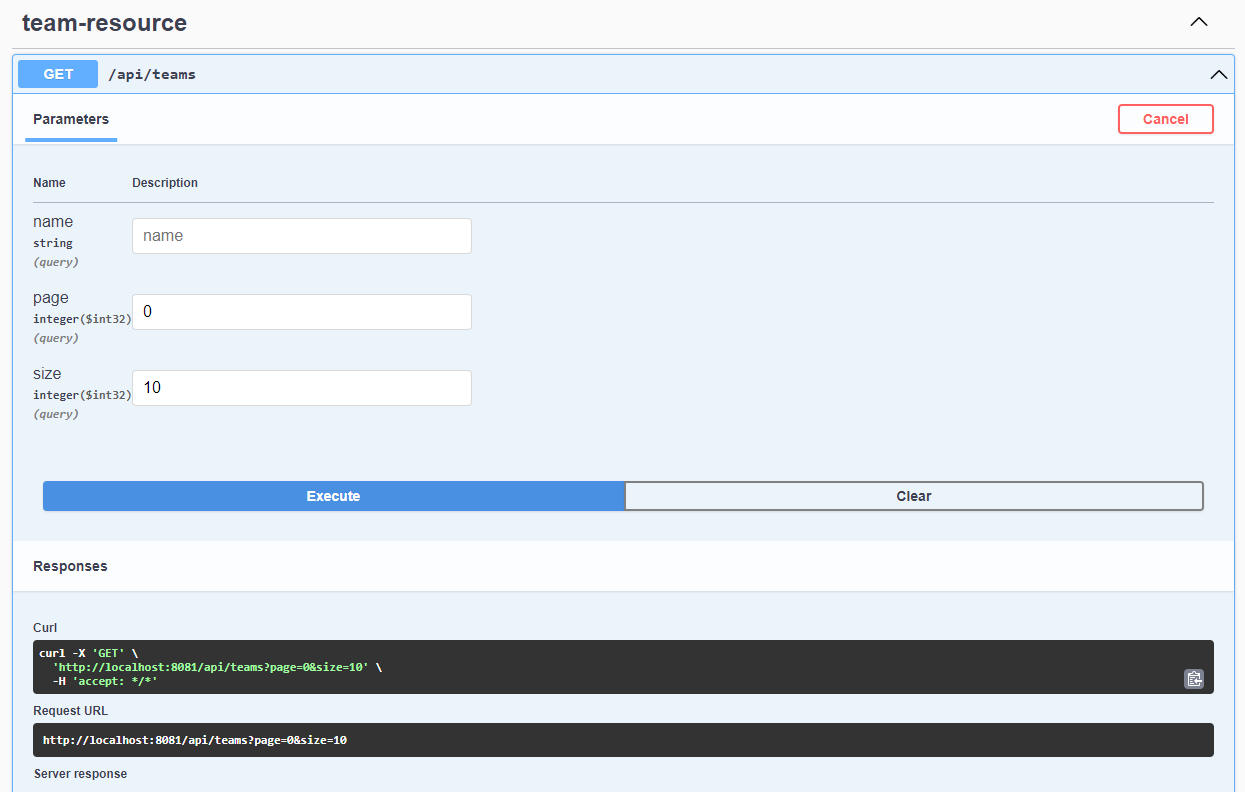 team-resource
GET /api/teams
Parameters
Cancel
Name Description
name
string
(query)
name
page
integer($int32)
(query)
0
size
integer($int32)
(query)
10
Execute
Clear
Responses
Curl
curl -X 'GET' \
  'http://localhost:8081/api/teams?page=0&size=10' \
  -H 'accept: */*'
Request URL
http://localhost:8081/api/teams?page=0&size=10
Server response